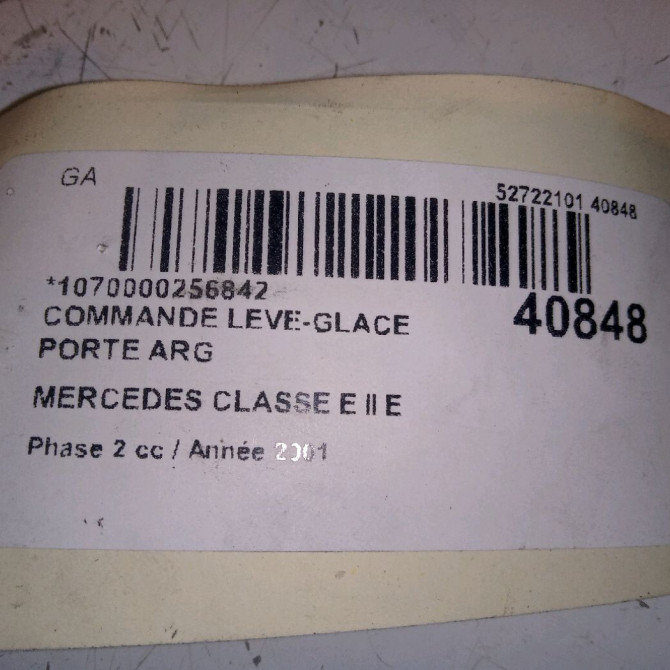 GA
52722101 40848
*1070000256842
40848
COMMANDE LEVE-GLACE
PORTE ARG
MERCEDES CLASSE E II E
Phase 2 cc / Année 2001